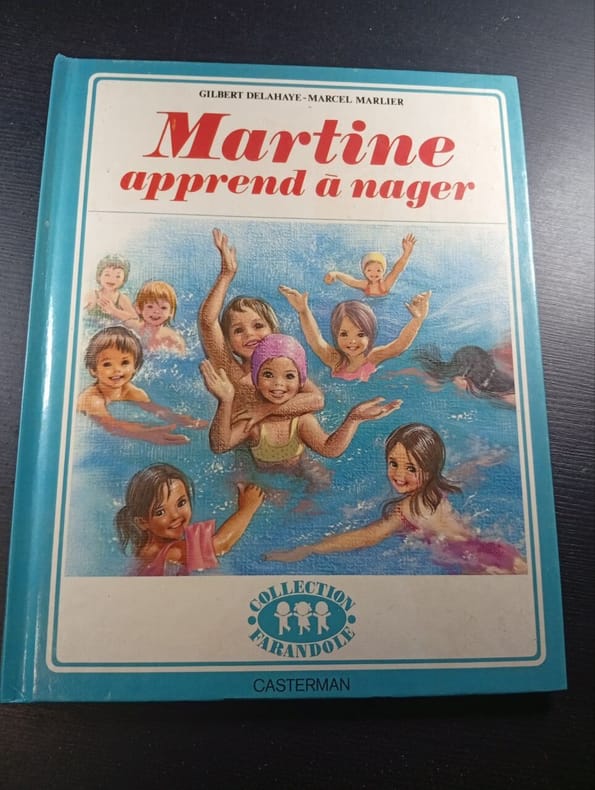 GILBERT DELAHAYE-MARCEL MARLIER
Martine
apprend à nager
COLLECTION
FARANDOLE
CASTERMAN